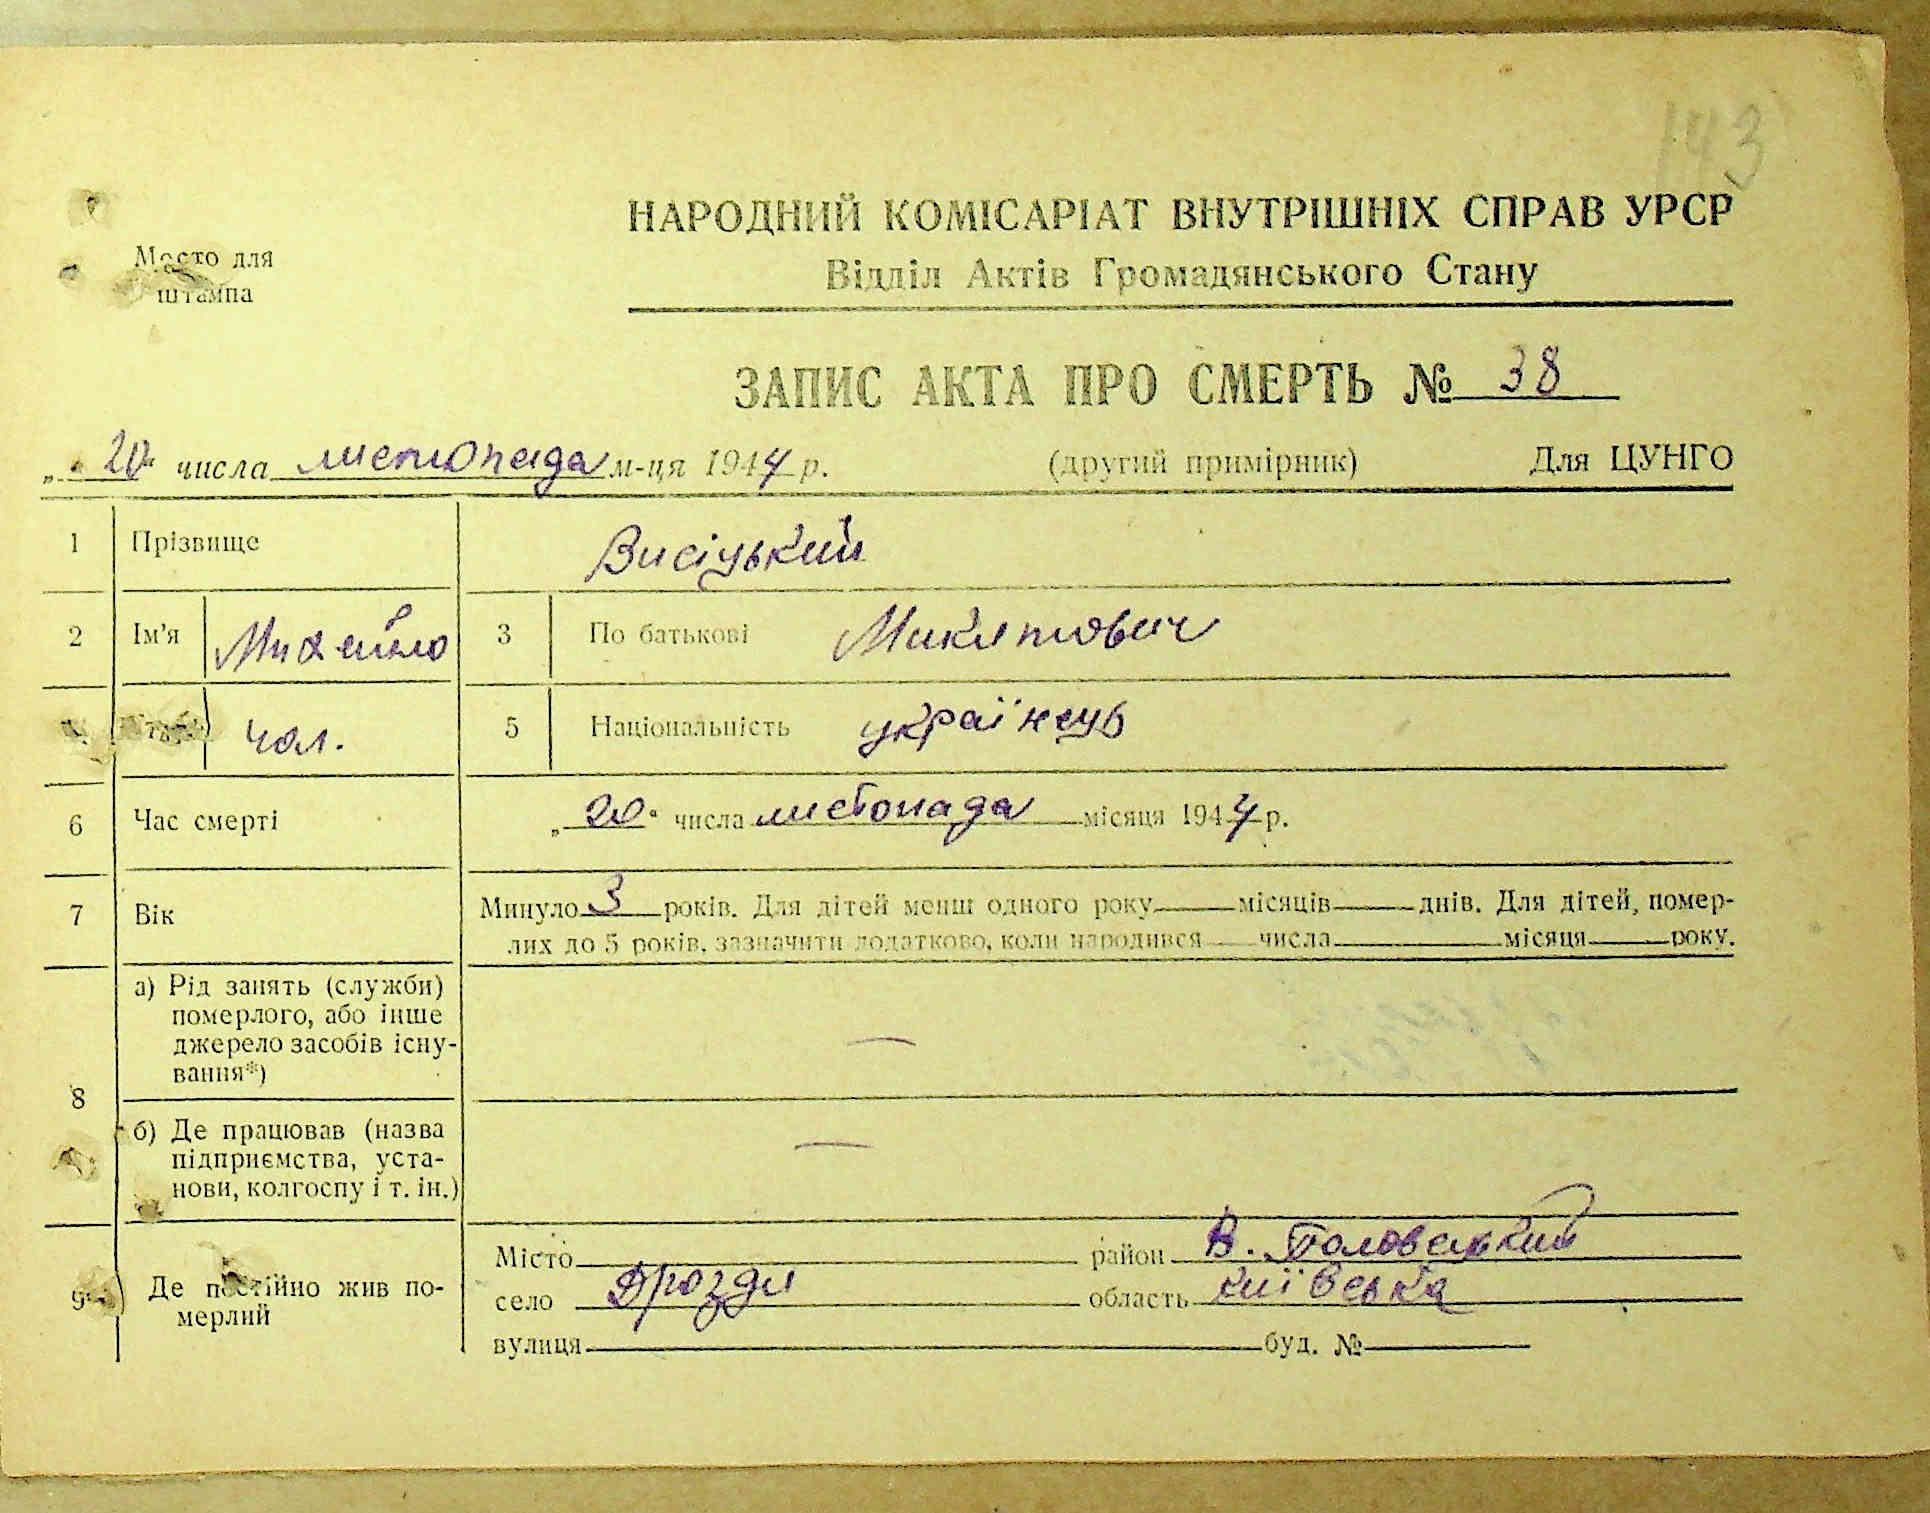 143
НАРОДНИЙ КОМІСАРІАТ ВНУТРІШНІХ СПРАВ УРСР
Место для штампа
Відділ Актів Громадянського Стану
ЗАПИС АКТА ПРО СМЕРТЬ № 38
„20“ числа листопада м-ця 1944 р. (другий примірник) Для ЦУНГО
1 Прізвище Висіцький
2 Ім'я Михайло 3 По батькові Микитович
чол. 5 Національність українець
6 Час смерті „20“ числа листопада місяця 1944 р.
7 Вік Минуло 3 років. Для дітей менш одного року місяців днів. Для дітей, помер-
лих до 5 років, зазначити додатково, коли народився числа місяця року.
8 а) Рід занять (служби)
померлого, або інше
джерело засобів існу-
вання*) —
б) Де працював (назва
підприємства, уста-
нови, колгоспу і т. ін.) —
9 Де постійно жив по-
мерлий
Місто район В. Половецький
село Дрозди область київська
вулиця буд. №